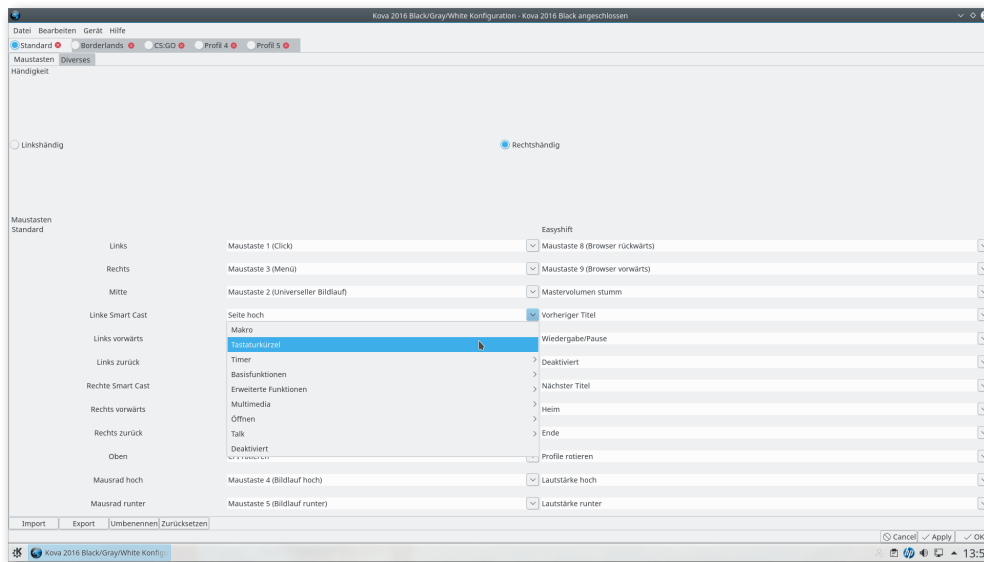 Kova 2016 Black/Gray/White Konfiguration - Kova 2016 Black angeschlossen
Datei Bearbeiten Gerät Hilfe
Standard Borderlands CS:GO Profil 4 Profil 5
Maustasten Diverses
Händigkeit
Linkshändig Rechtshändig
Maustasten
Standard Easyshift
Links Maustaste 1 (Click) Maustaste 8 (Browser rückwärts)
Rechts Maustaste 3 (Menü) Maustaste 9 (Browser vorwärts)
Mitte Maustaste 2 (Universeller Bildlauf) Mastervolumen stumm
Linke Smart Cast Seite hoch Vorheriger Titel
Makro
Links vorwärts Tastaturkürzel Wiedergabe/Pause
Links zurück Timer Deaktiviert
Basisfunktionen
Rechte Smart Cast Erweiterte Funktionen Nächster Titel
Rechts vorwärts Multimedia Heim
Öffnen
Rechts zurück Talk Ende
Deaktiviert
Oben rotieren Profile rotieren
Mausrad hoch Maustaste 4 (Bildlauf hoch) Lautstärke hoch
Mausrad runter Maustaste 5 (Bildlauf runter) Lautstärke runter
Import Export Umbenennen Zurücksetzen
Cancel Apply OK
Kova 2016 Black/Gray/White Konfigu 13:5